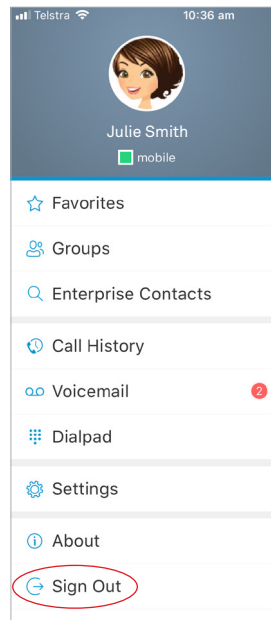 Telstra 10:36 am
Julie Smith
mobile
Favorites
Groups
Enterprise Contacts
Call History
Voicemail 2
Dialpad
Settings
About
Sign Out